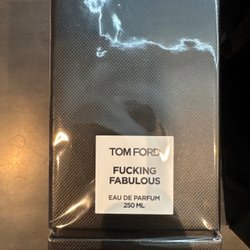 TOM FORD
FUCKING
FABULOUS
EAU DE PARFUM
250 ML